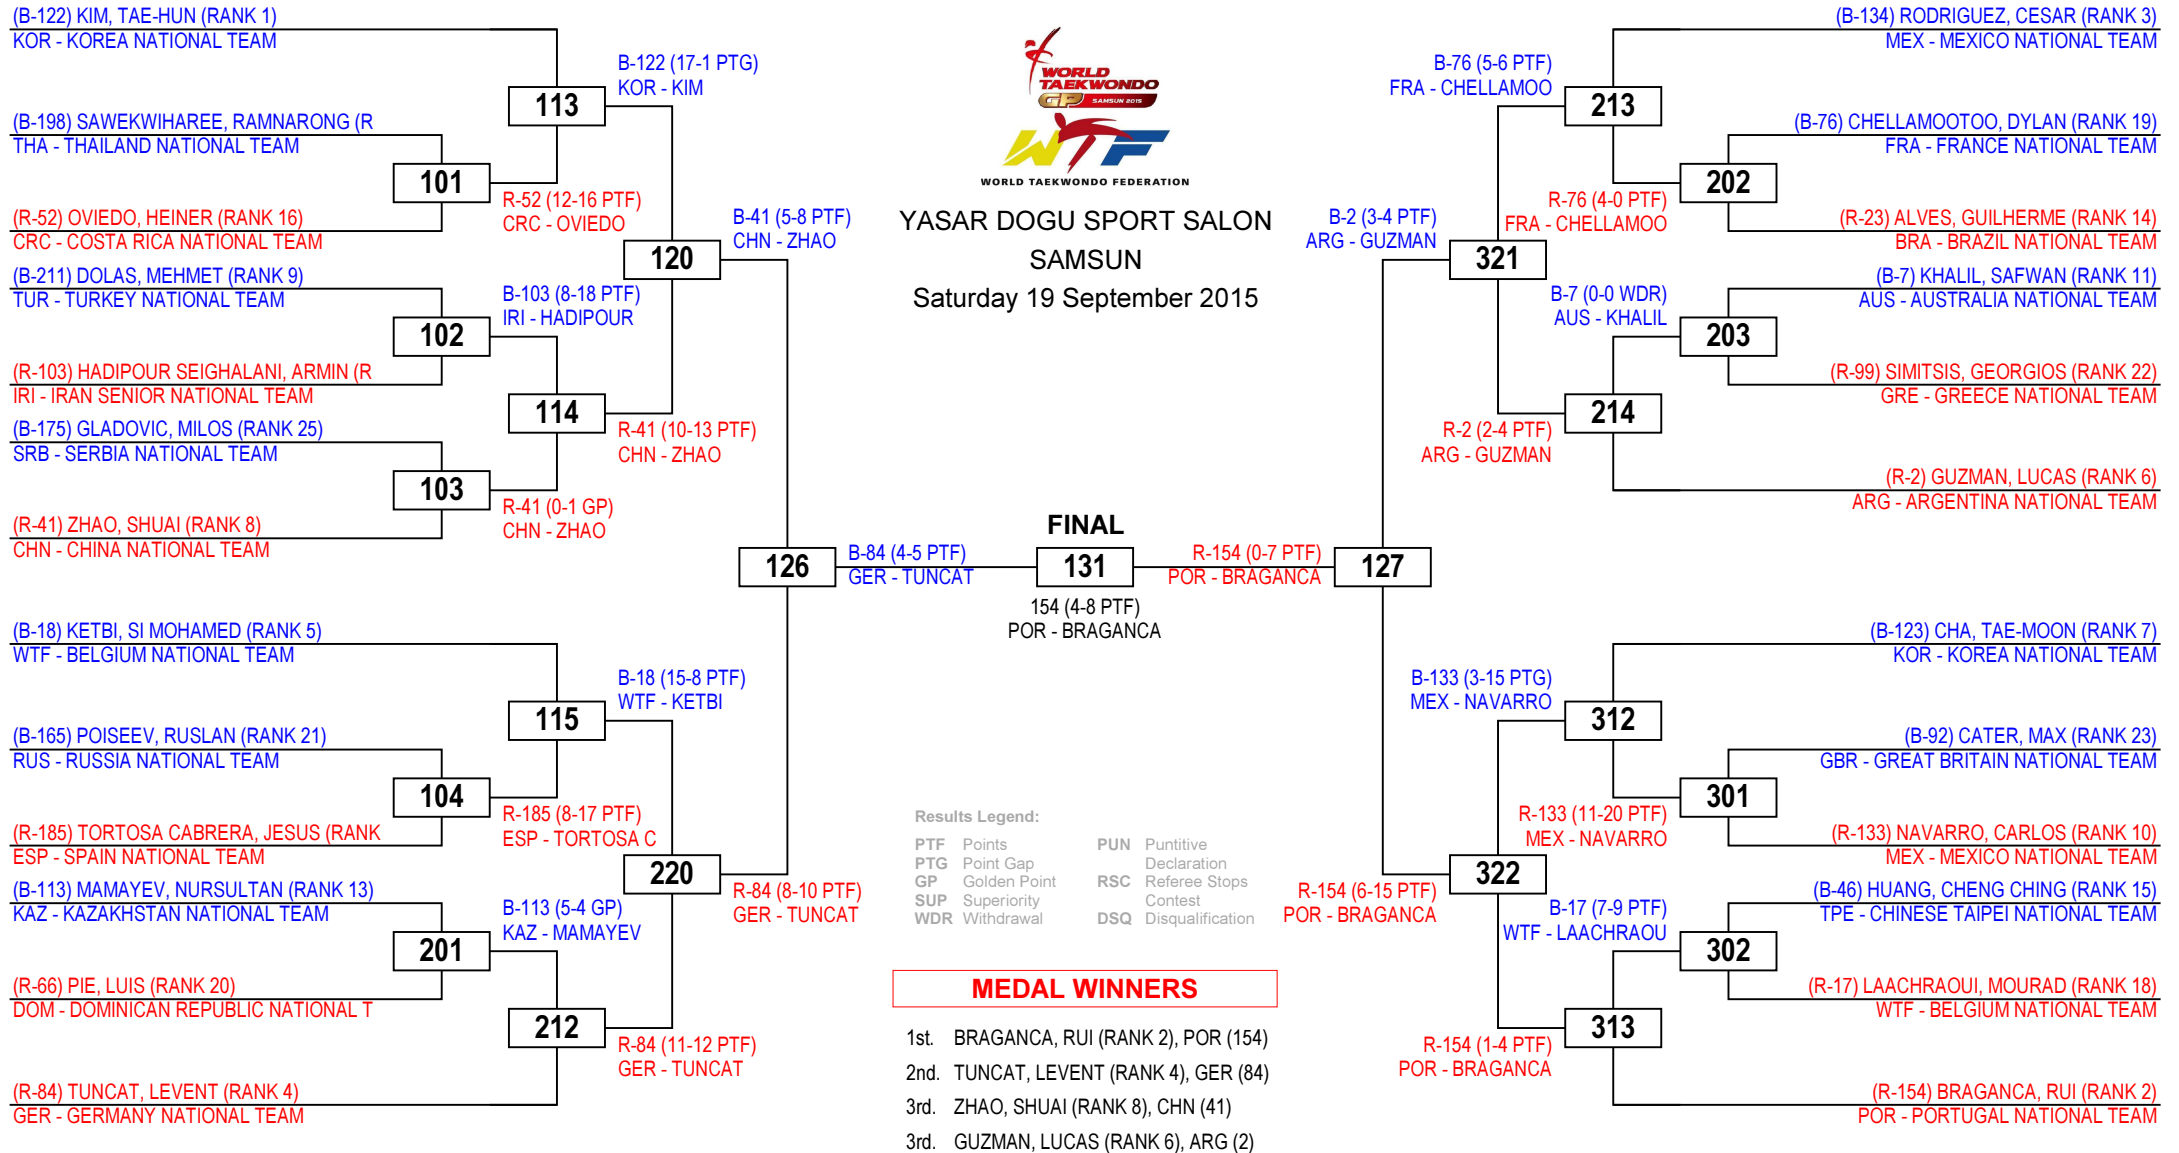 (B-122) KIM, TAE-HUN (RANK 1)
KOR - KOREA NATIONAL TEAM
(B-198) SAWEKWIHAREE, RAMNARONG (R
THA - THAILAND NATIONAL TEAM
(R-52) OVIEDO, HEINER (RANK 16)
CRC - COSTA RICA NATIONAL TEAM
(B-211) DOLAS, MEHMET (RANK 9)
TUR - TURKEY NATIONAL TEAM
(R-103) HADIPOUR SEIGHALANI, ARMIN (R
IRI - IRAN SENIOR NATIONAL TEAM
(B-175) GLADOVIC, MILOS (RANK 25)
SRB - SERBIA NATIONAL TEAM
(R-41) ZHAO, SHUAI (RANK 8)
CHN - CHINA NATIONAL TEAM
(B-18) KETBI, SI MOHAMED (RANK 5)
WTF - BELGIUM NATIONAL TEAM
(B-165) POISEEV, RUSLAN (RANK 21)
RUS - RUSSIA NATIONAL TEAM
(R-185) TORTOSA CABRERA, JESUS (RANK
ESP - SPAIN NATIONAL TEAM
(B-113) MAMAYEV, NURSULTAN (RANK 13)
KAZ - KAZAKHSTAN NATIONAL TEAM
(R-66) PIE, LUIS (RANK 20)
DOM - DOMINICAN REPUBLIC NATIONAL T
(R-84) TUNCAT, LEVENT (RANK 4)
GER - GERMANY NATIONAL TEAM
101
102
103
104
201
R-52 (12-16 PTF)
CRC - OVIEDO
B-103 (8-18 PTF)
IRI - HADIPOUR
R-41 (0-1 GP)
CHN - ZHAO
R-185 (8-17 PTF)
ESP - TORTOSA C
B-113 (5-4 GP)
KAZ - MAMAYEV
113
114
115
212
B-122 (17-1 PTG)
KOR - KIM
R-41 (10-13 PTF)
CHN - ZHAO
B-18 (15-8 PTF)
WTF - KETBI
R-84 (11-12 PTF)
GER - TUNCAT
120
220
B-41 (5-8 PTF)
CHN - ZHAO
R-84 (8-10 PTF)
GER - TUNCAT
126
B-84 (4-5 PTF)
GER - TUNCAT
WORLD
TAEKWONDO
GP SAMSUN 2015
WTF
WORLD TAEKWONDO FEDERATION
YASAR DOGU SPORT SALON
SAMSUN
Saturday 19 September 2015
FINAL
131
154 (4-8 PTF)
POR - BRAGANCA
Results Legend:
PTF Points
PTG Point Gap
GP Golden Point
SUP Superiority
WDR Withdrawal
PUN Puntitive
Declaration
RSC Referee Stops
Contest
DSQ Disqualification
MEDAL WINNERS
1st. BRAGANCA, RUI (RANK 2), POR (154)
2nd. TUNCAT, LEVENT (RANK 4), GER (84)
3rd. ZHAO, SHUAI (RANK 8), CHN (41)
3rd. GUZMAN, LUCAS (RANK 6), ARG (2)
R-154 (0-7 PTF)
POR - BRAGANCA
127
B-2 (3-4 PTF)
ARG - GUZMAN
R-154 (6-15 PTF)
POR - BRAGANCA
321
322
B-76 (5-6 PTF)
FRA - CHELLAMOO
R-2 (2-4 PTF)
ARG - GUZMAN
B-133 (3-15 PTG)
MEX - NAVARRO
R-154 (1-4 PTF)
POR - BRAGANCA
213
214
312
313
R-76 (4-0 PTF)
FRA - CHELLAMOO
B-7 (0-0 WDR)
AUS - KHALIL
R-133 (11-20 PTF)
MEX - NAVARRO
B-17 (7-9 PTF)
WTF - LAACHRAOU
202
203
301
302
(B-134) RODRIGUEZ, CESAR (RANK 3)
MEX - MEXICO NATIONAL TEAM
(B-76) CHELLAMOOTOO, DYLAN (RANK 19)
FRA - FRANCE NATIONAL TEAM
(R-23) ALVES, GUILHERME (RANK 14)
BRA - BRAZIL NATIONAL TEAM
(B-7) KHALIL, SAFWAN (RANK 11)
AUS - AUSTRALIA NATIONAL TEAM
(R-99) SIMITSIS, GEORGIOS (RANK 22)
GRE - GREECE NATIONAL TEAM
(R-2) GUZMAN, LUCAS (RANK 6)
ARG - ARGENTINA NATIONAL TEAM
(B-123) CHA, TAE-MOON (RANK 7)
KOR - KOREA NATIONAL TEAM
(B-92) CATER, MAX (RANK 23)
GBR - GREAT BRITAIN NATIONAL TEAM
(R-133) NAVARRO, CARLOS (RANK 10)
MEX - MEXICO NATIONAL TEAM
(B-46) HUANG, CHENG CHING (RANK 15)
TPE - CHINESE TAIPEI NATIONAL TEAM
(R-17) LAACHRAOUI, MOURAD (RANK 18)
WTF - BELGIUM NATIONAL TEAM
(R-154) BRAGANCA, RUI (RANK 2)
POR - PORTUGAL NATIONAL TEAM